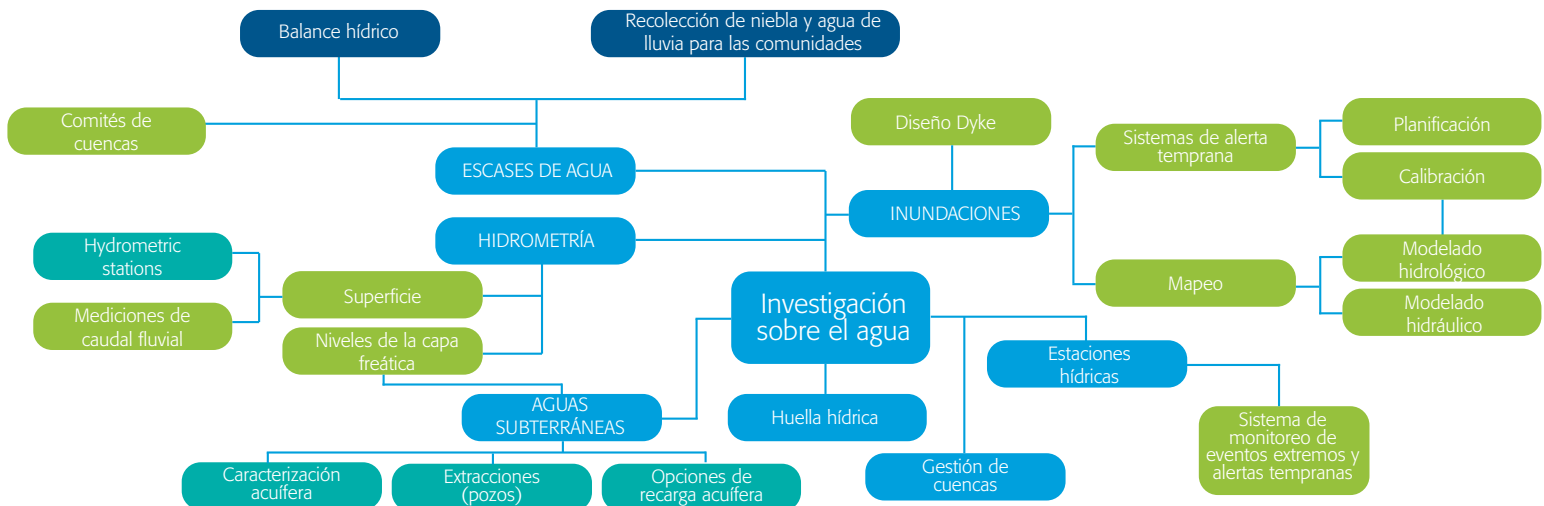 Balance hídrico
Recolección de niebla y agua de
lluvia para las comunidades
Comités de
cuencas
Diseño Dyke
Sistemas de alerta
temprana
Planificación
ESCASES DE AGUA
Calibración
INUNDACIONES
HIDROMETRÍA
Hydrometric
stations
Modelado
hidrológico
Superficie
Mapeo
Mediciones de
caudal fluvial
Modelado
hidráulico
Investigación
sobre el agua
Niveles de la capa
freática
Estaciones
hídricas
AGUAS
SUBTERRÁNEAS
Huella hídrica
Sistema de
monitoreo de
eventos extremos y
alertas tempranas
Caracterización
acuífera
Extracciones
(pozos)
Opciones de
recarga acuífera
Gestión de
cuencas